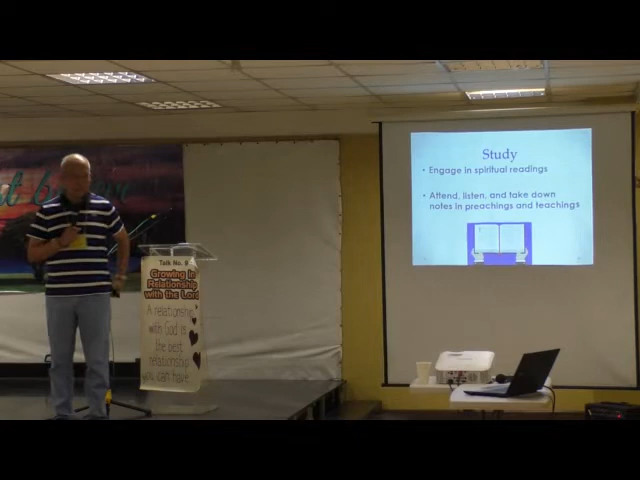 Study
• Engage in spiritual readings
• Attend, listen, and take down
notes in preachings and teachings
Talk No. 9
Growing in
Relationship
with the Lord
A relationship
with God is
the best
relationship
you can have